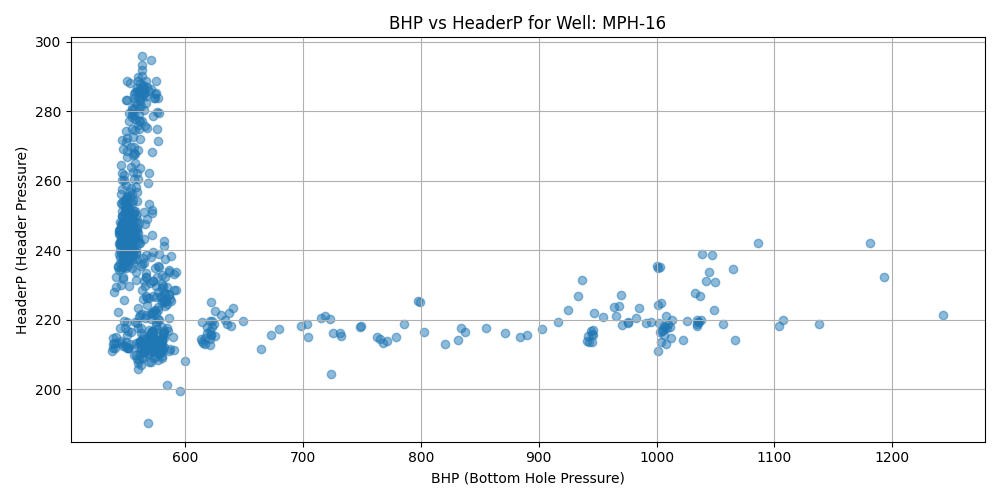 BHP vs HeaderP for Well: MPH-16
HeaderP (Header Pressure)
300
280
260
240
220
200
600 700 800 900 1000 1100 1200
BHP (Bottom Hole Pressure)